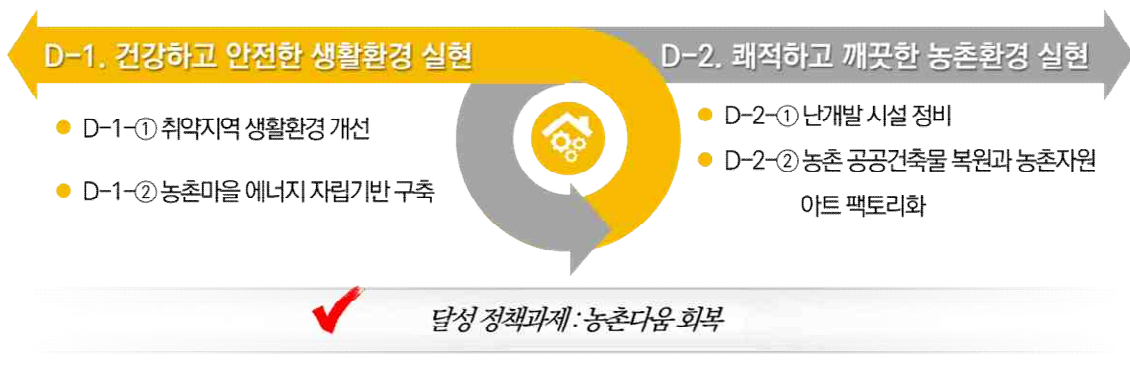 D-1. 건강하고 안전한 생활환경 실현
D-1-① 취약지역 생활환경 개선
D-1-② 농촌마을 에너지 자립기반 구축
D-2. 쾌적하고 깨끗한 농촌환경 실현
D-2-① 난개발 시설 정비
D-2-② 농촌 공공건축물 복원과 농촌자원
아트 팩토리화
달성 정책과제 : 농촌다움 회복